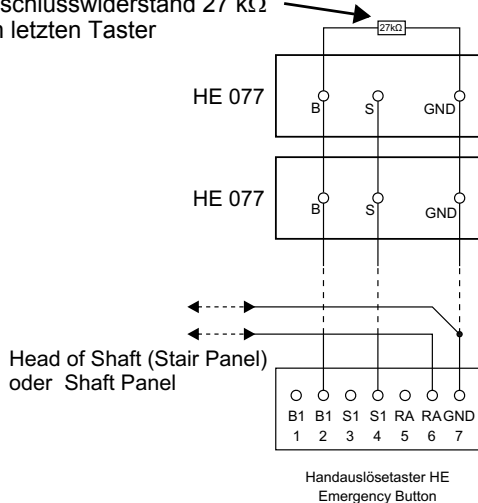 schlusswiderstand 27 kΩ
letzten Taster
27kΩ
HE 077
B S GND
HE 077
B S GND
Head of Shaft (Stair Panel)
oder Shaft Panel
B1 B1 S1 S1 RA RA GND
1 2 3 4 5 6 7
Handauslösetaster HE
Emergency Button